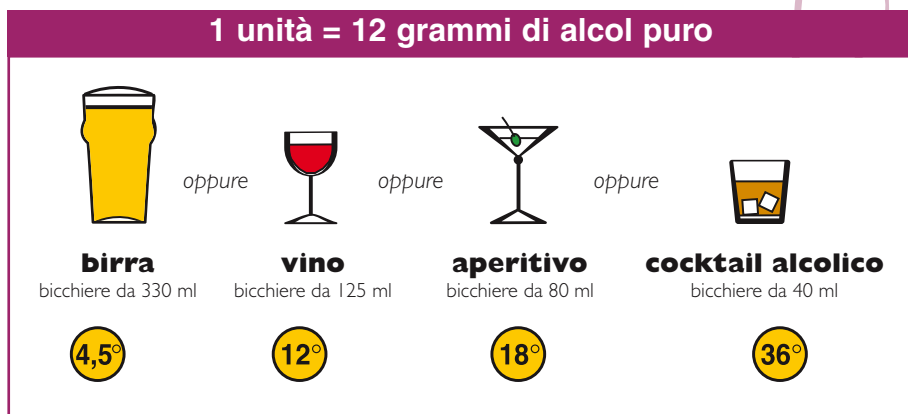 1 unità = 12 grammi di alcol puro
oppure oppure oppure
birra vino aperitivo cocktail alcolico
bicchiere da 330 ml bicchiere da 125 ml bicchiere da 80 ml bicchiere da 40 ml
4,5° 12° 18° 36°